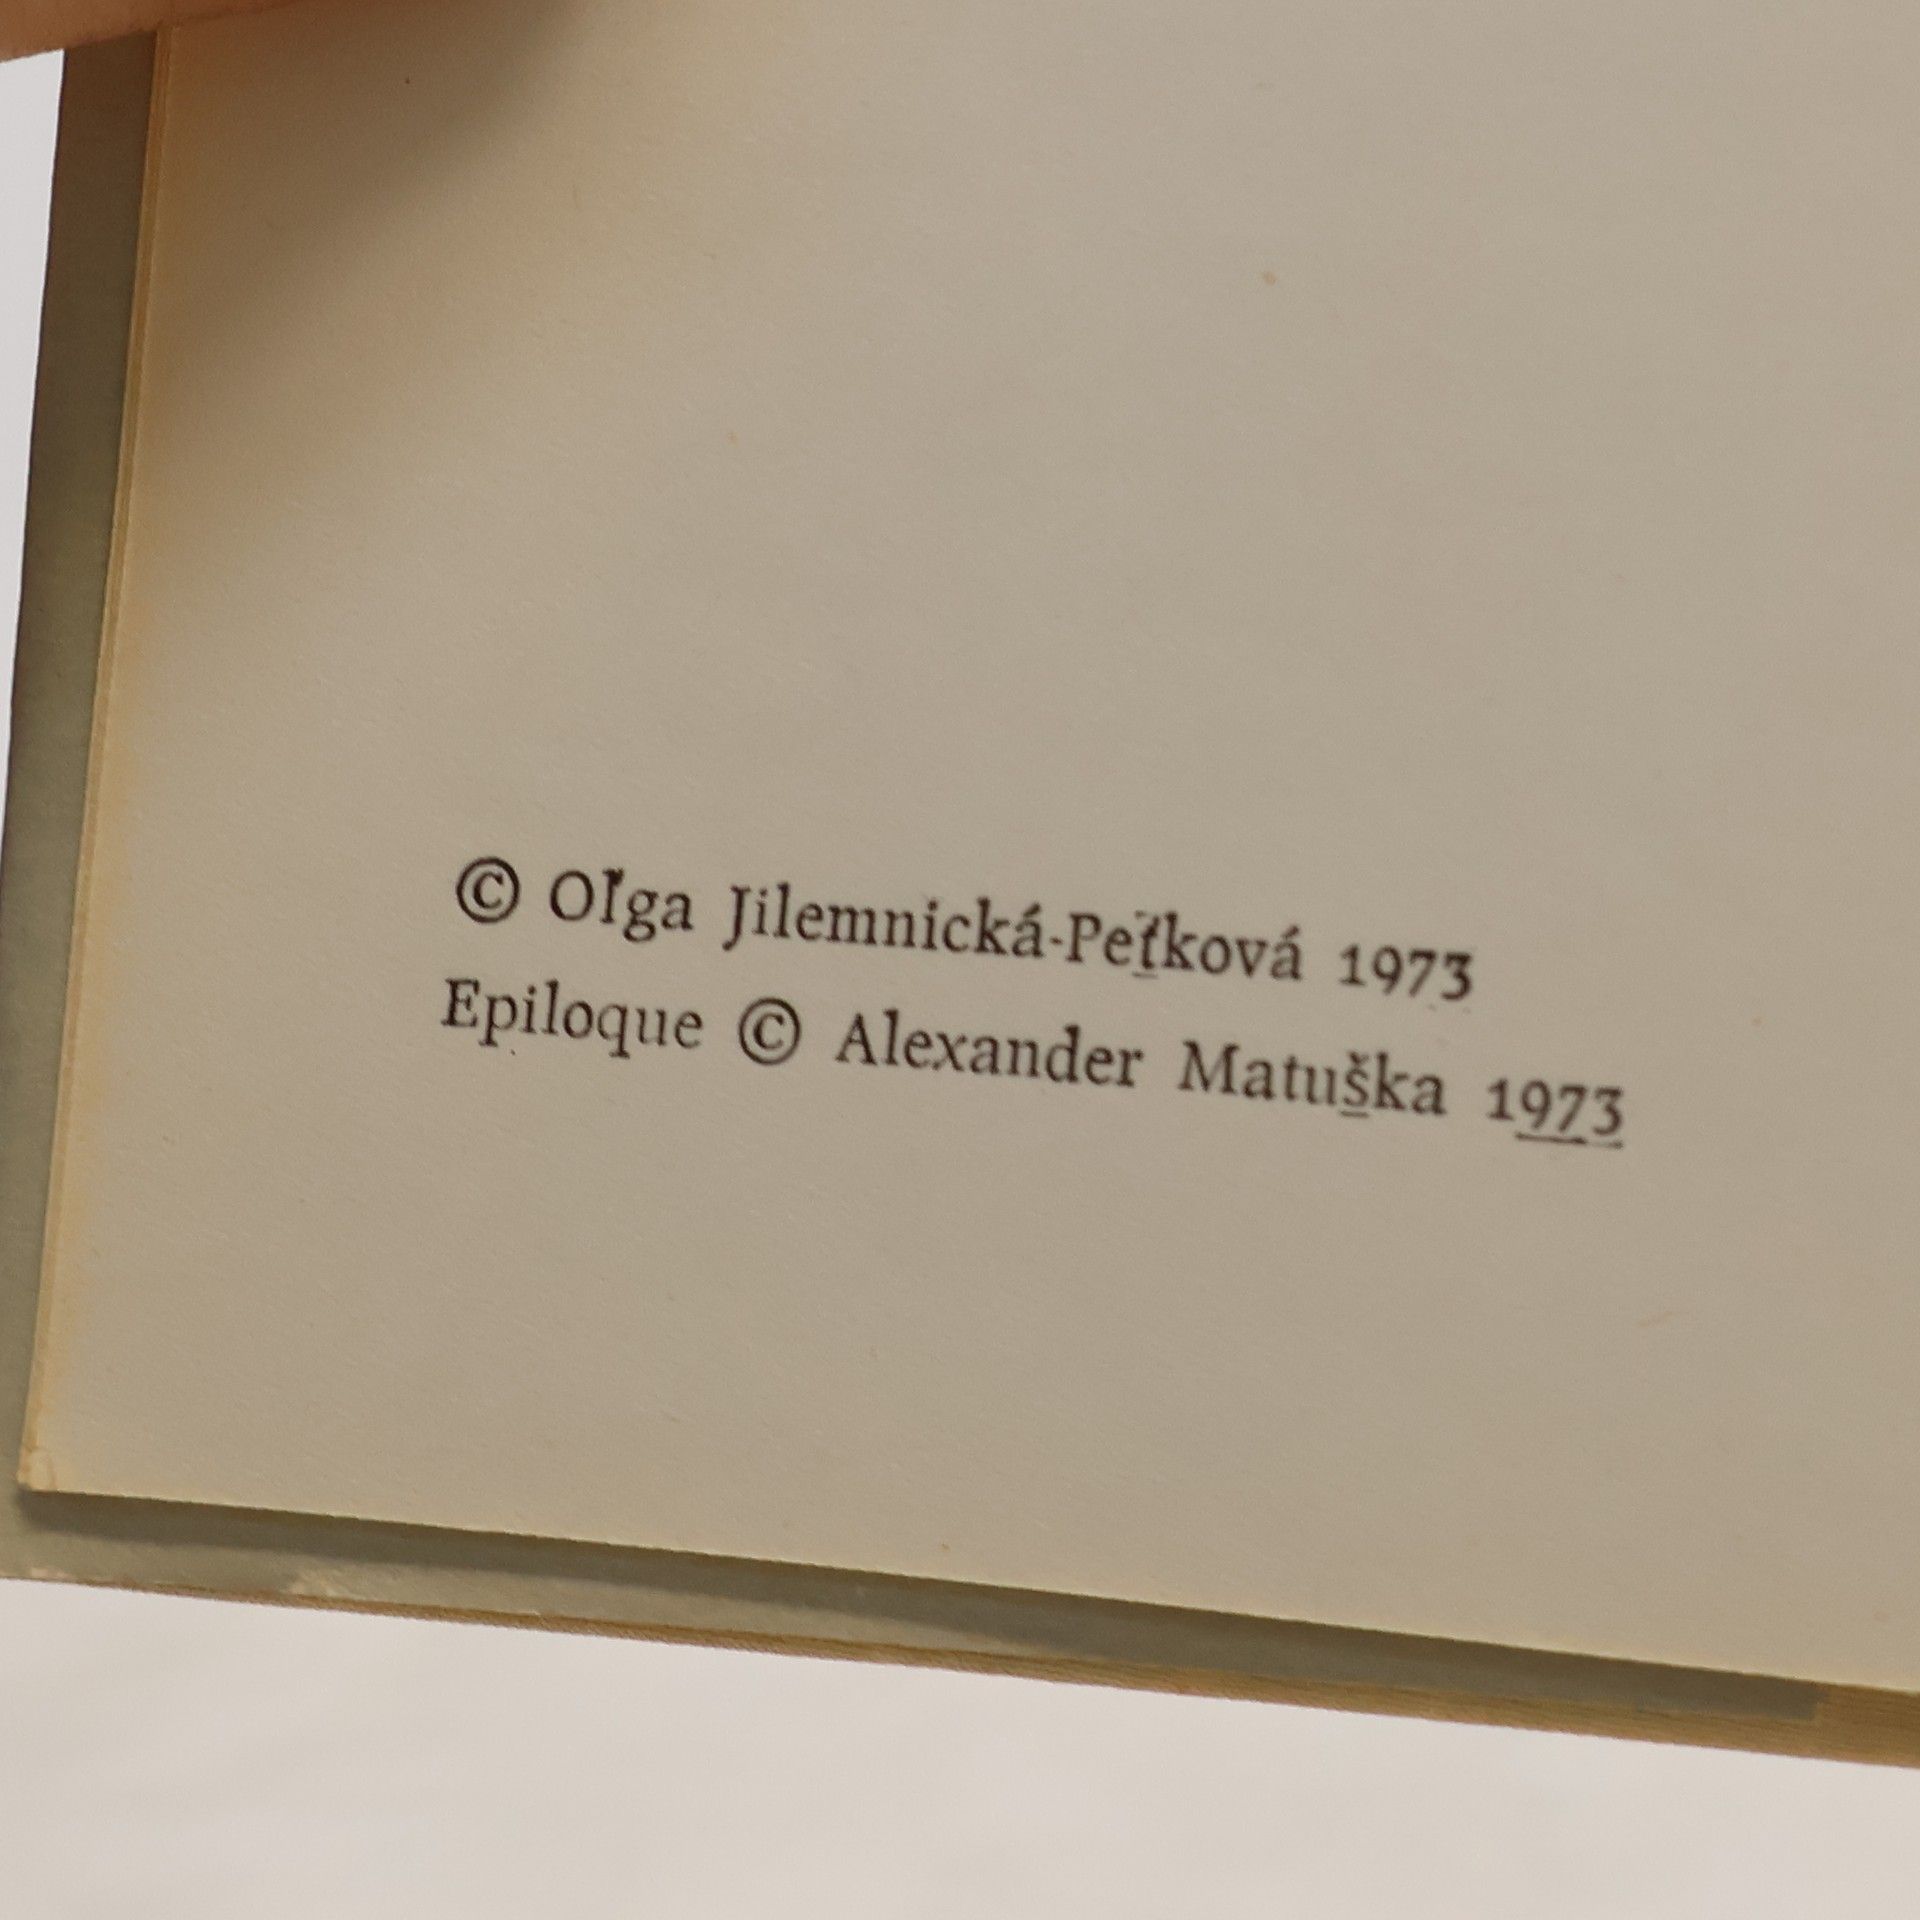 © Oľga Jilemnická-Peťková 1973
Epiloque © Alexander Matuška 1973